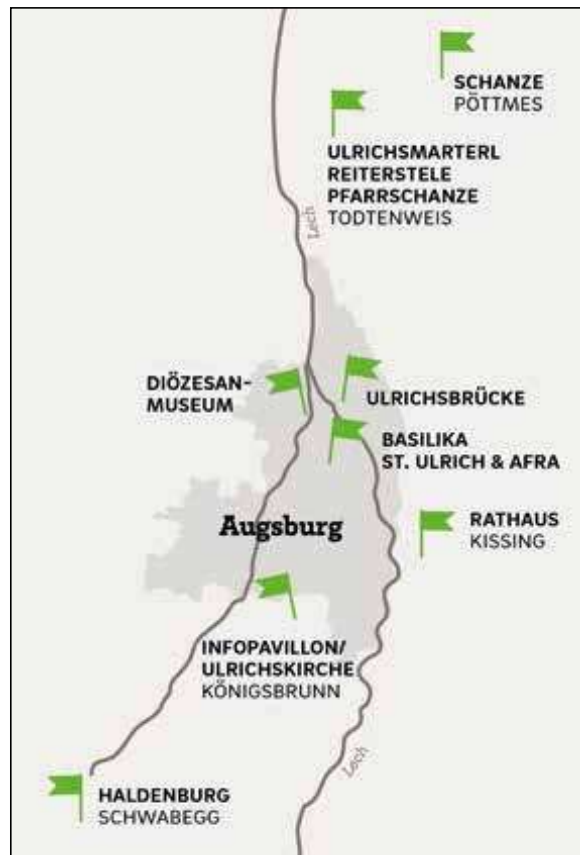 SCHANZE
PÖTTMES
ULRICHSMARTERL
REITERSTELE
PFARRSCHANZE
TODTENWEIS
Lech
DIÖZESAN-
MUSEUM
ULRICHSBRÜCKE
BASILIKA
ST. ULRICH & AFRA
Augsburg
RATHAUS
KISSING
INFOPAVILLON/
ULRICHSKIRCHE
KÖNIGSBRUNN
Lech
HALDENBURG
SCHWABEGG